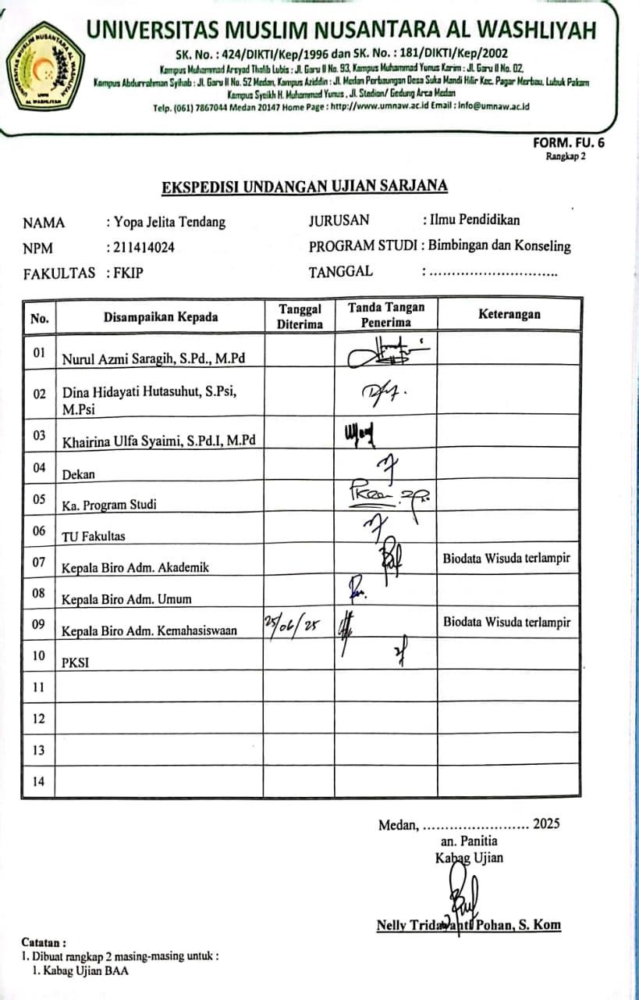 UNIVERSITAS MUSLIM NUSANTARA AL WASHLIYAH
SK. No. : 424/DIKTI/Kep/1996 dan SK. No. : 181/DIKTI/Kep/2002
Kampus Muhammad Arsyad Thalib Lubis : Jl. Garu II No. 93, Kampus Muhammad Yunus Karim : Jl. Garu II No. 02,
Kampus Abdurrahman Syihab : Jl. Garu II No. 52 Medan, Kampus Aziddin : Jl. Medan Perbaungan Desa Suka Mandi Hilir Kec. Pagar Merbau, Lubuk Pakam
Kampus Syeikh H. Muhammad Yunus , Jl. Stadion/ Gedung Arca Medan
Telp. (061) 7867044 Medan 20147 Home Page : http://www.umnaw.ac.id Email : Info@umnaw.ac.id
UNIVERSITAS MUSLIM NUSANTARA AL WASHLIYAH
UMN
AL WASHLIYAH
FORM. FU. 6
Rangkap 2
EKSPEDISI UNDANGAN UJIAN SARJANA
NAMA : Yopa Jelita Tendang JURUSAN : Ilmu Pendidikan
NPM : 211414024 PROGRAM STUDI : Bimbingan dan Konseling
FAKULTAS : FKIP TANGGAL : ............................
No. Disampaikan Kepada Tanggal Diterima Tanda Tangan Penerima Keterangan
01 Nurul Azmi Saragih, S.Pd., M.Pd
02 Dina Hidayati Hutasuhut, S.Psi,
M.Psi
03 Khairina Ulfa Syaimi, S.Pd.I, M.Pd
04 Dekan
05 Ka. Program Studi
06 TU Fakultas
07 Kepala Biro Adm. Akademik Biodata Wisuda terlampir
08 Kepala Biro Adm. Umum
09 Kepala Biro Adm. Kemahasiswaan 25/06/25 Biodata Wisuda terlampir
10 PKSI
11
12
13
14
Medan, ........................ 2025
an. Panitia
Kabag Ujian
Nelly Tridawanti Pohan, S. Kom
Catatan :
1. Dibuat rangkap 2 masing-masing untuk :
1. Kabag Ujian BAA